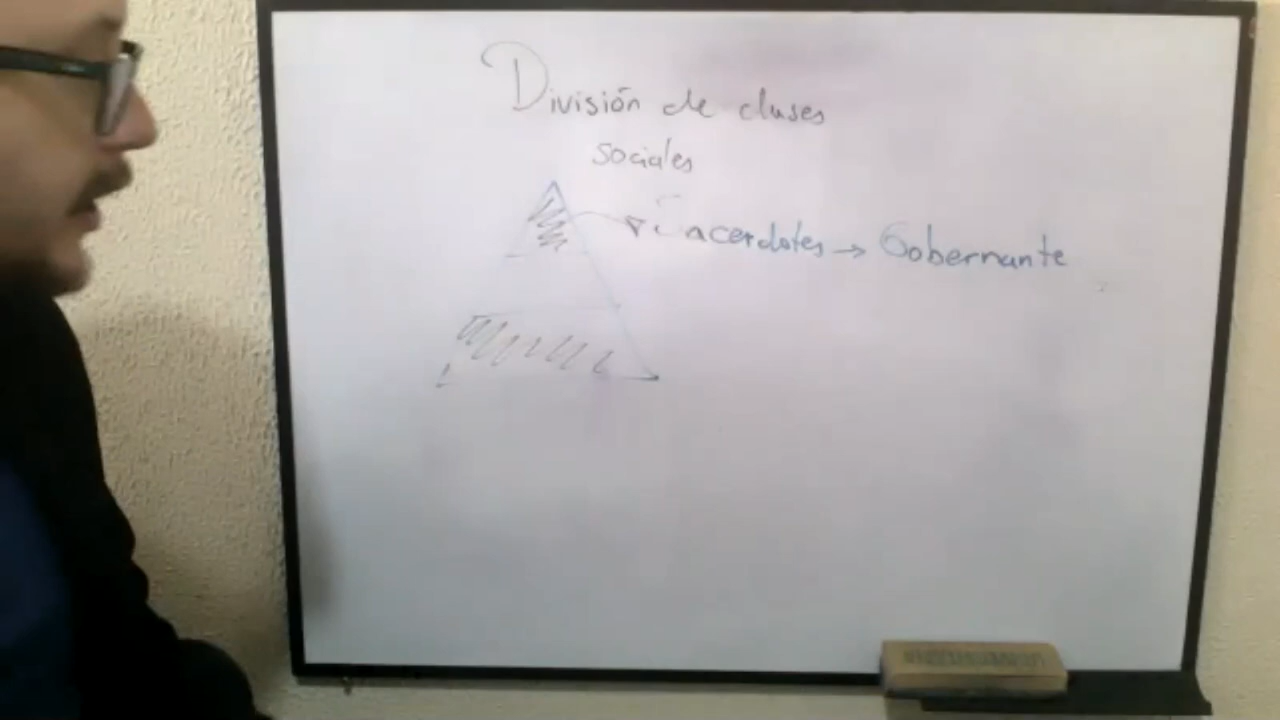 División de clases
sociales
Sacerdotes → Gobernante